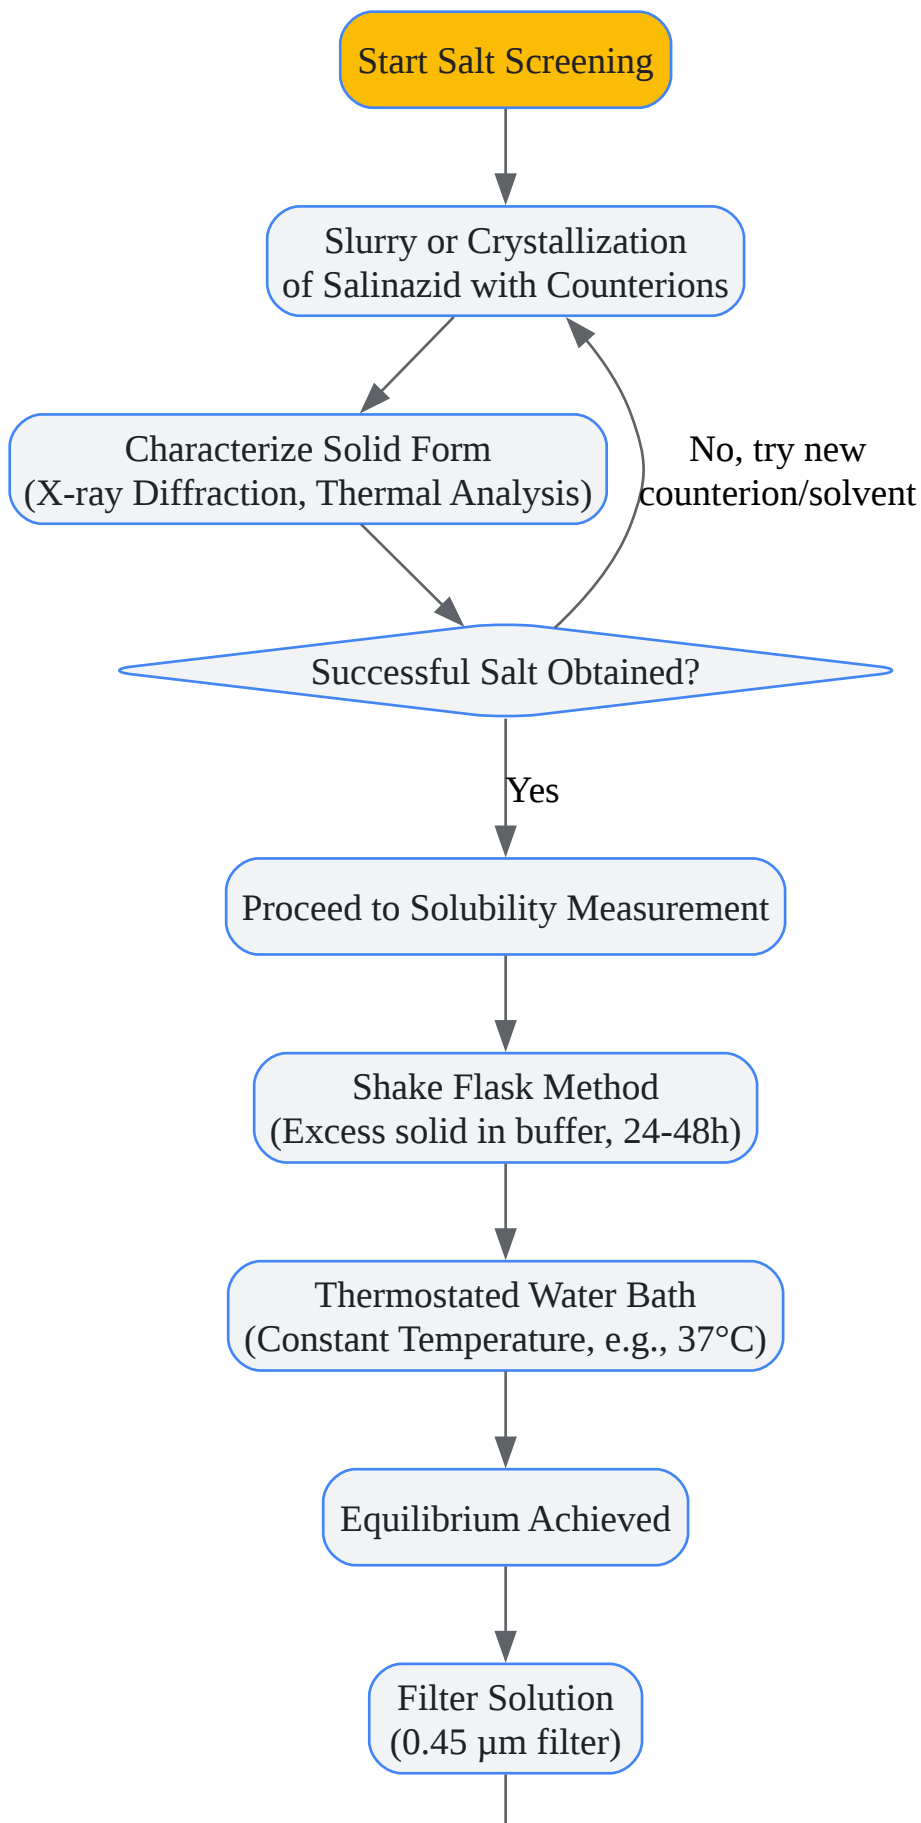 Start Salt Screening
Slurry or Crystallization
of Salinazid with Counterions
Characterize Solid Form
(X-ray Diffraction, Thermal Analysis)
No, try new
counterion/solvent
Successful Salt Obtained?
Yes
Proceed to Solubility Measurement
Shake Flask Method
(Excess solid in buffer, 24-48h)
Thermostated Water Bath
(Constant Temperature, e.g., 37°C)
Equilibrium Achieved
Filter Solution
(0.45 µm filter)